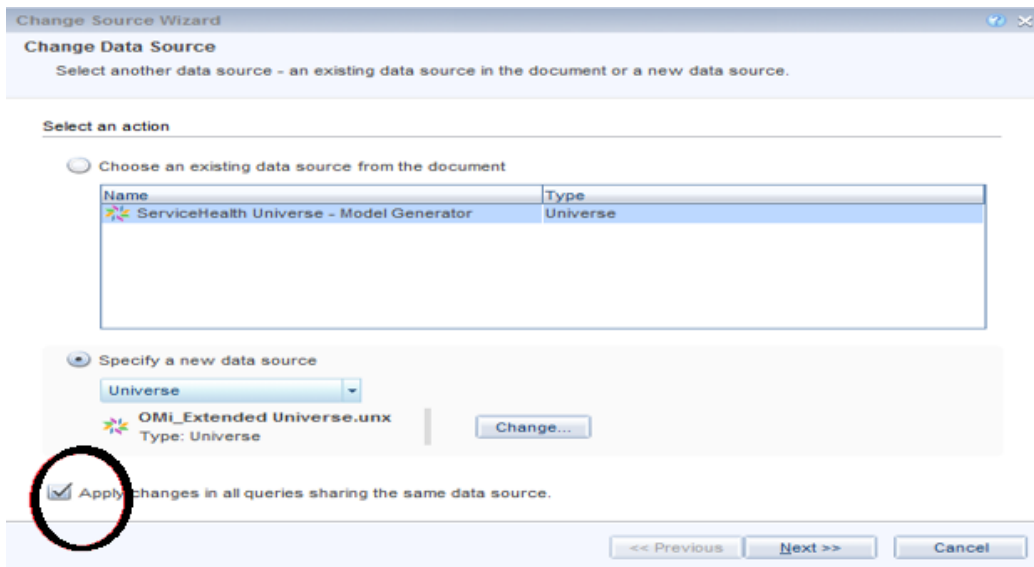 Change Source Wizard
Change Data Source
Select another data source - an existing data source in the document or a new data source.
Select an action
Choose an existing data source from the document
Name Type
ServiceHealth Universe - Model Generator Universe
Specify a new data source
Universe
OMi_Extended Universe.unx
Type: Universe
Change...
Apply changes in all queries sharing the same data source.
<< Previous Next >> Cancel